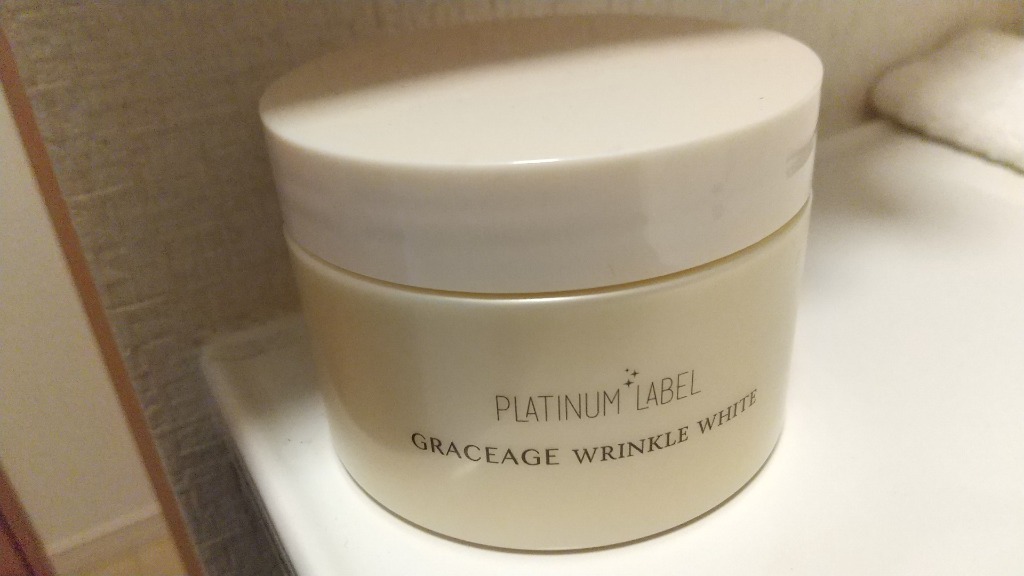 PLATINUM LABEL
GRACEAGE WRINKLE WHITE